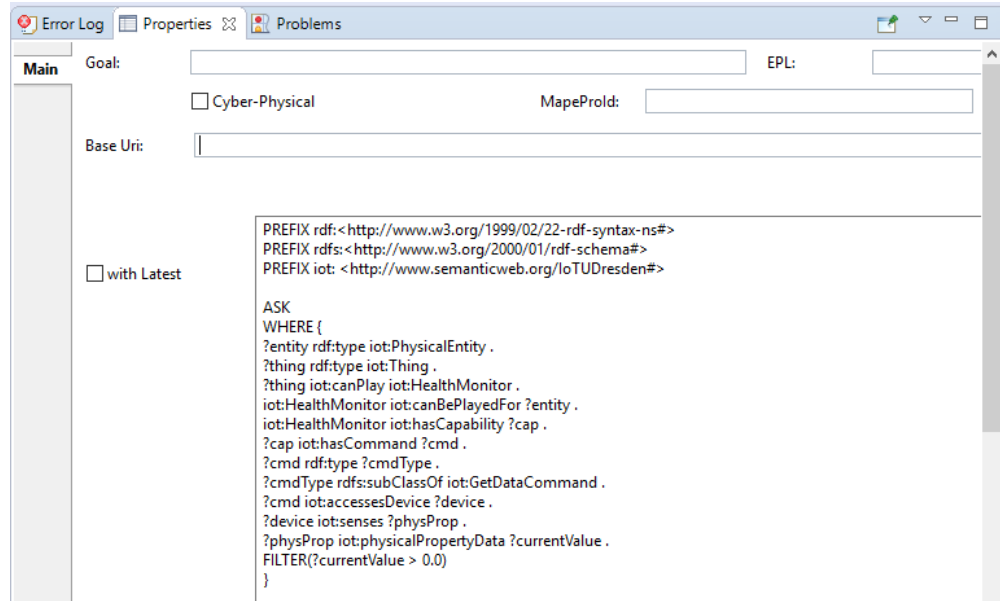 Error Log Properties Problems
Main
Goal: EPL:
Cyber-Physical MapeProId:
Base Uri:
with Latest
PREFIX rdf:<http://www.w3.org/1999/02/22-rdf-syntax-ns#>
PREFIX rdfs:<http://www.w3.org/2000/01/rdf-schema#>
PREFIX iot: <http://www.semanticweb.org/IoTUDresden#>
ASK
WHERE {
?entity rdf:type iot:PhysicalEntity .
?thing rdf:type iot:Thing .
?thing iot:canPlay iot:HealthMonitor .
iot:HealthMonitor iot:canBePlayedFor ?entity .
iot:HealthMonitor iot:hasCapability ?cap .
?cap iot:hasCommand ?cmd .
?cmd rdf:type ?cmdType .
?cmdType rdfs:subClassOf iot:GetDataCommand .
?cmd iot:accessesDevice ?device .
?device iot:senses ?physProp .
?physProp iot:physicalPropertyData ?currentValue .
FILTER(?currentValue > 0.0)
}